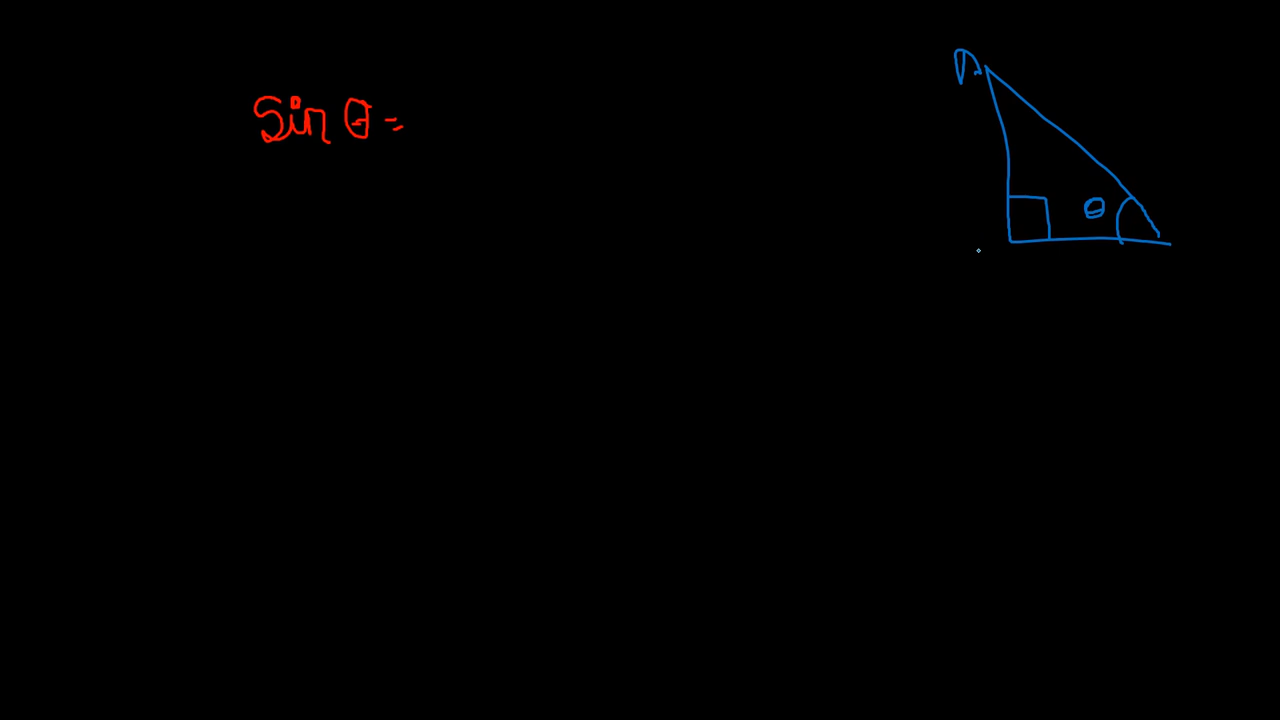 Sin θ =
θ